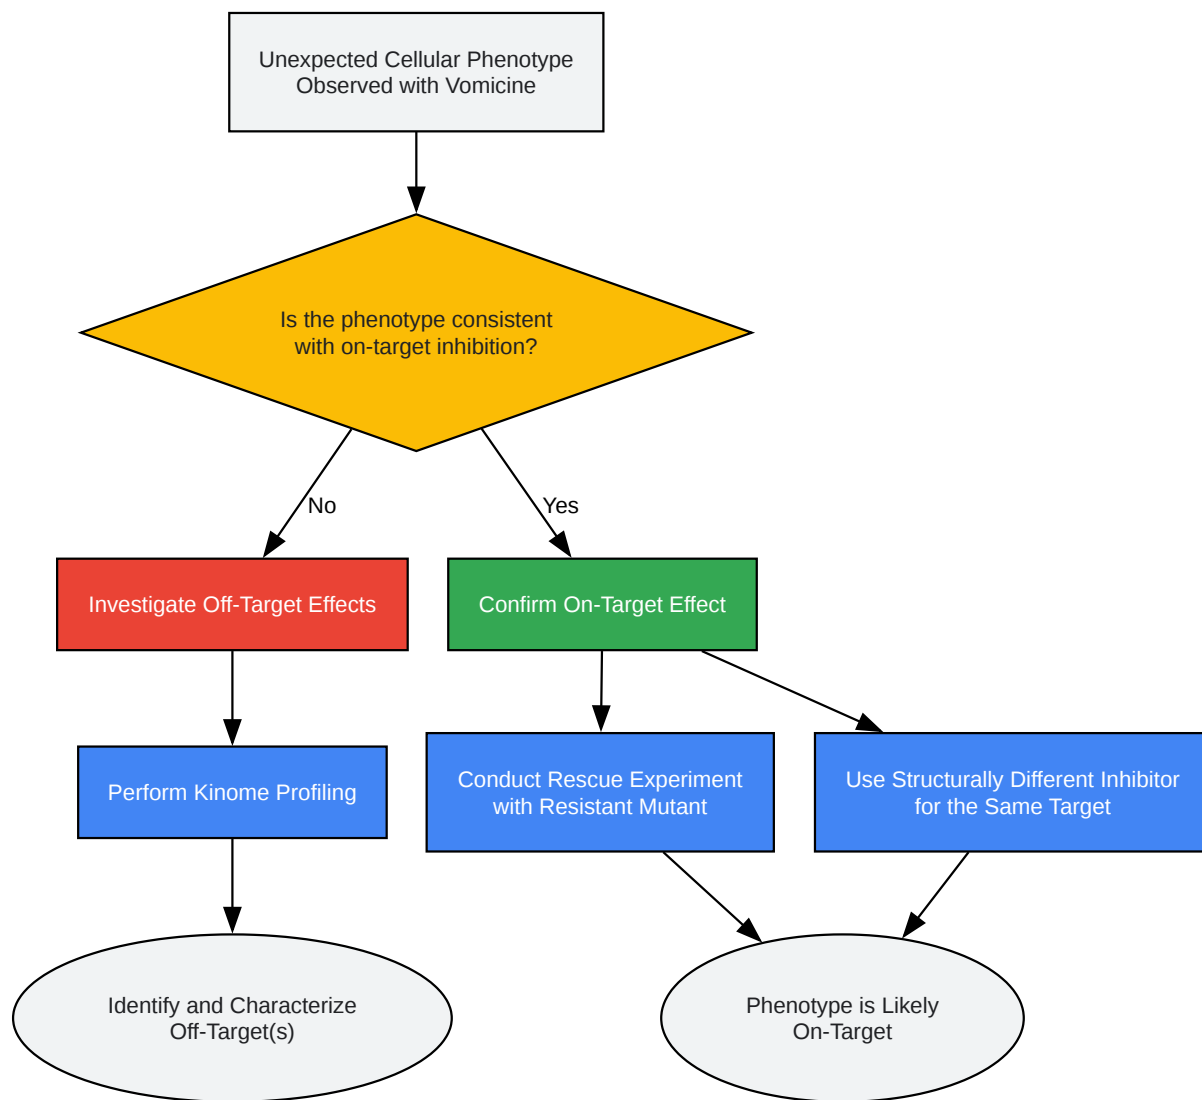 Unexpected Cellular Phenotype
Observed with Vomicine
Is the phenotype consistent
with on-target inhibition?
No
Yes
Investigate Off-Target Effects
Confirm On-Target Effect
Perform Kinome Profiling
Conduct Rescue Experiment
with Resistant Mutant
Use Structurally Different Inhibitor
for the Same Target
Identify and Characterize
Off-Target(s)
Phenotype is Likely
On-Target